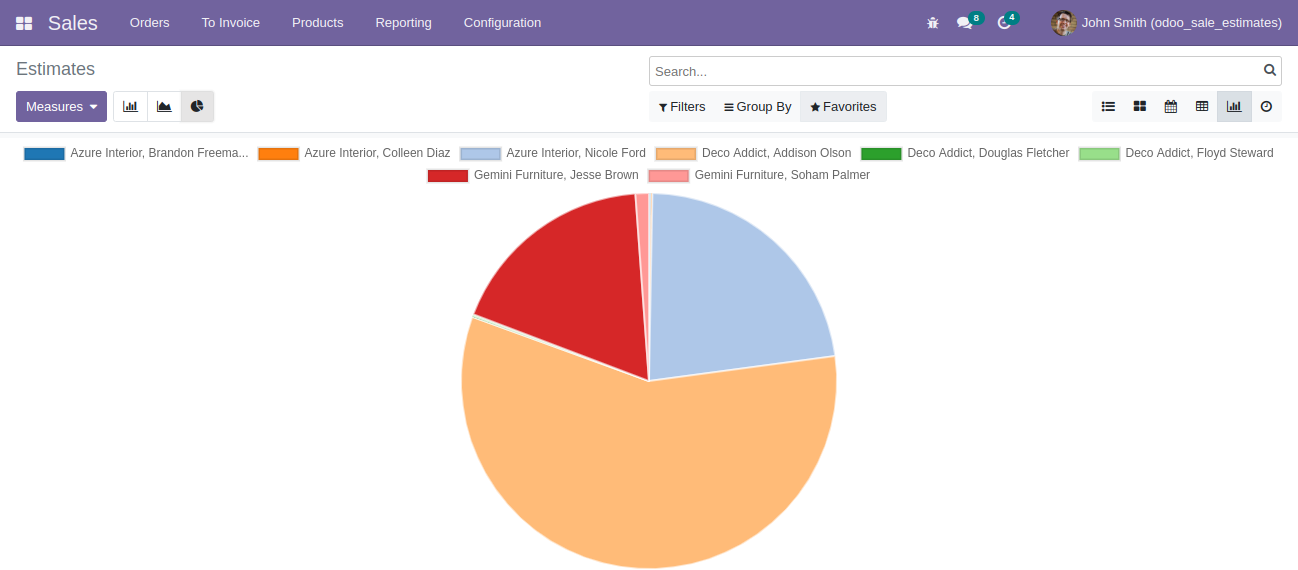 Sales Orders To Invoice Products Reporting Configuration 8 4 John Smith (odoo_sale_estimates)
Estimates
Search...
Measures Filters Group By Favorites
Azure Interior, Brandon Freema... Azure Interior, Colleen Diaz Azure Interior, Nicole Ford Deco Addict, Addison Olson Deco Addict, Douglas Fletcher Deco Addict, Floyd Steward
Gemini Furniture, Jesse Brown Gemini Furniture, Soham Palmer